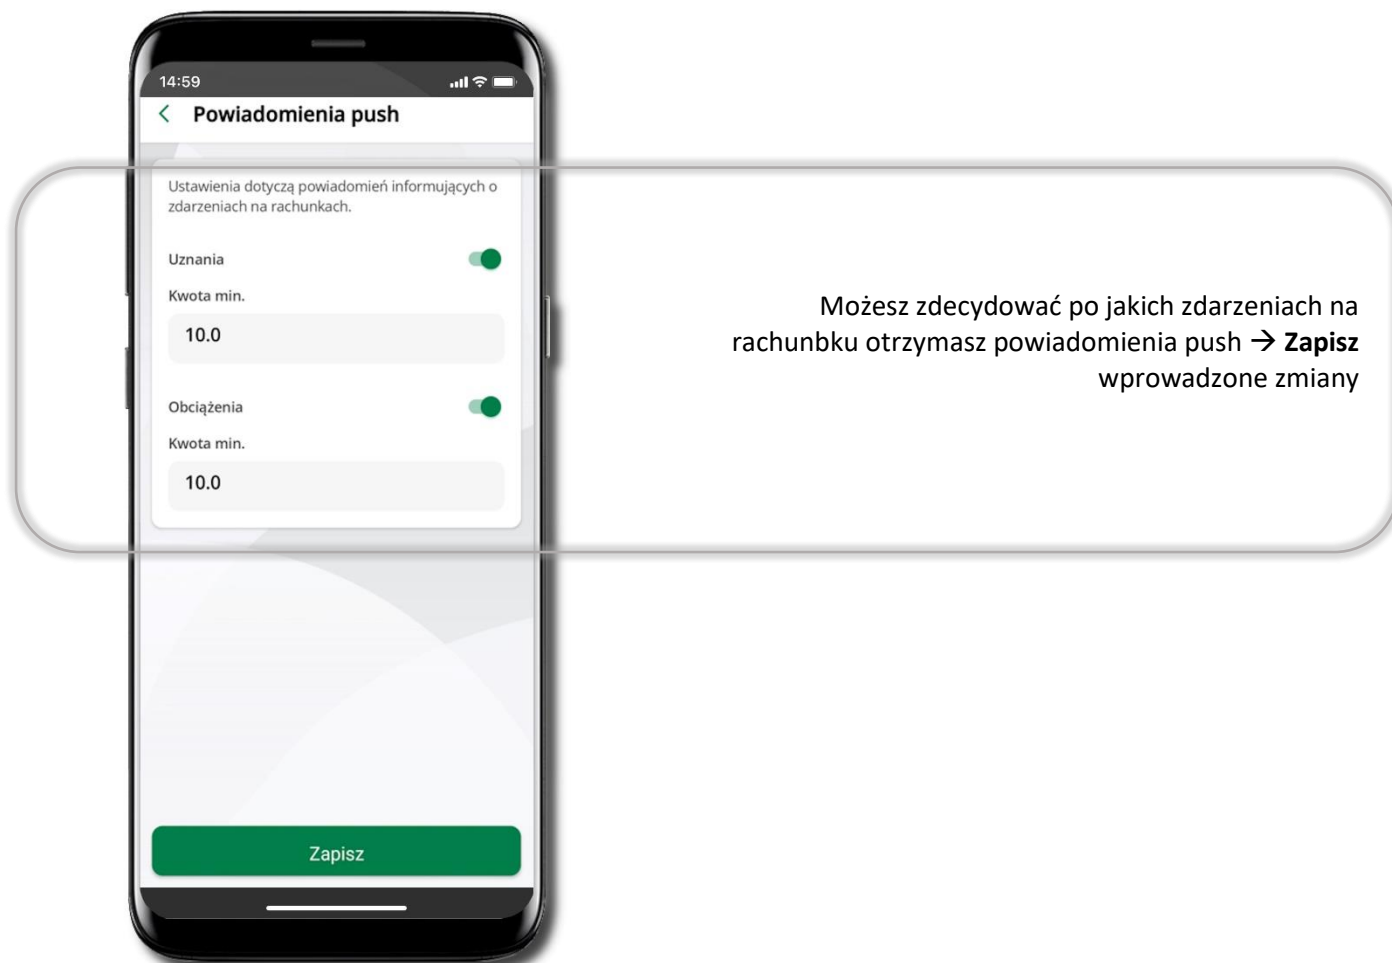 14:59
Powiadomienia push
Ustawienia dotyczą powiadomień informujących o
zdarzeniach na rachunkach.
Uznania
Kwota min.
10.0
Obciążenia
Kwota min.
10.0
Zapisz
Możesz zdecydować po jakich zdarzeniach na
rachunbku otrzymasz powiadomienia push → Zapisz
wprowadzone zmiany